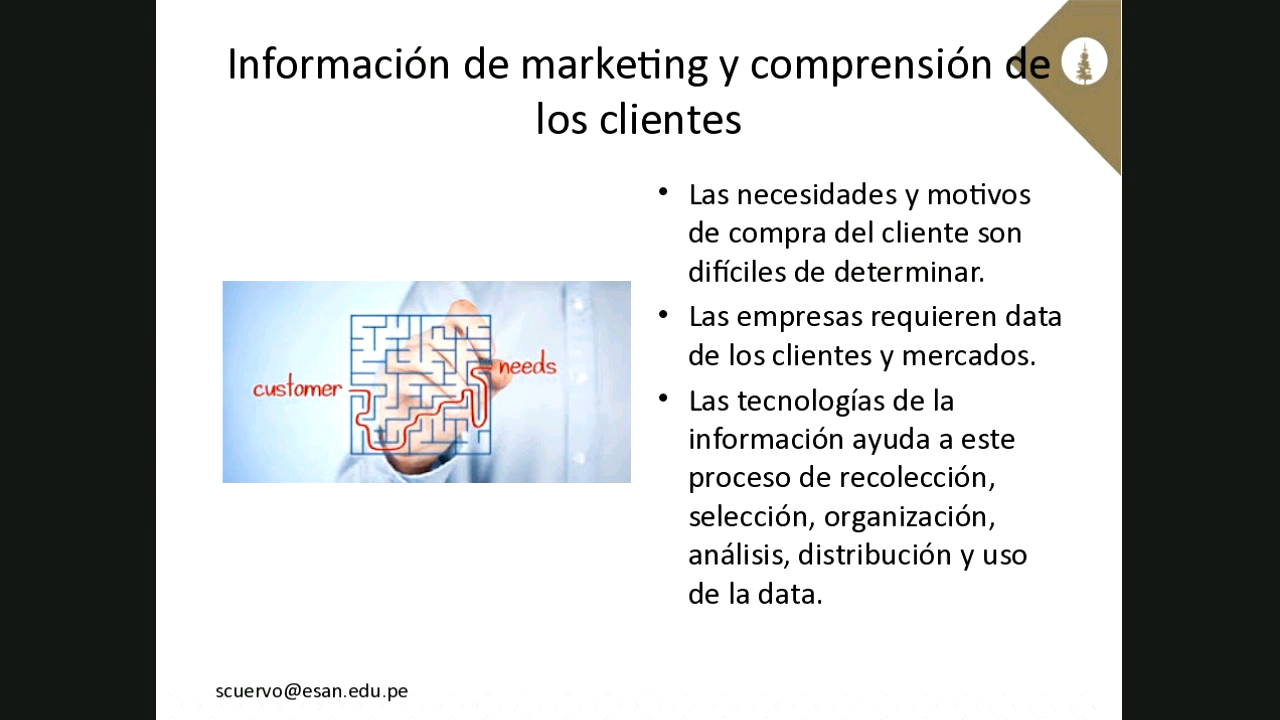 Información de marketing y comprensión de
los clientes
• Las necesidades y motivos
de compra del cliente son
difíciles de determinar.
• Las empresas requieren data
de los clientes y mercados.
• Las tecnologías de la
información ayuda a este
proceso de recolección,
selección, organización,
análisis, distribución y uso
de la data.
customer
needs
scuervo@esan.edu.pe